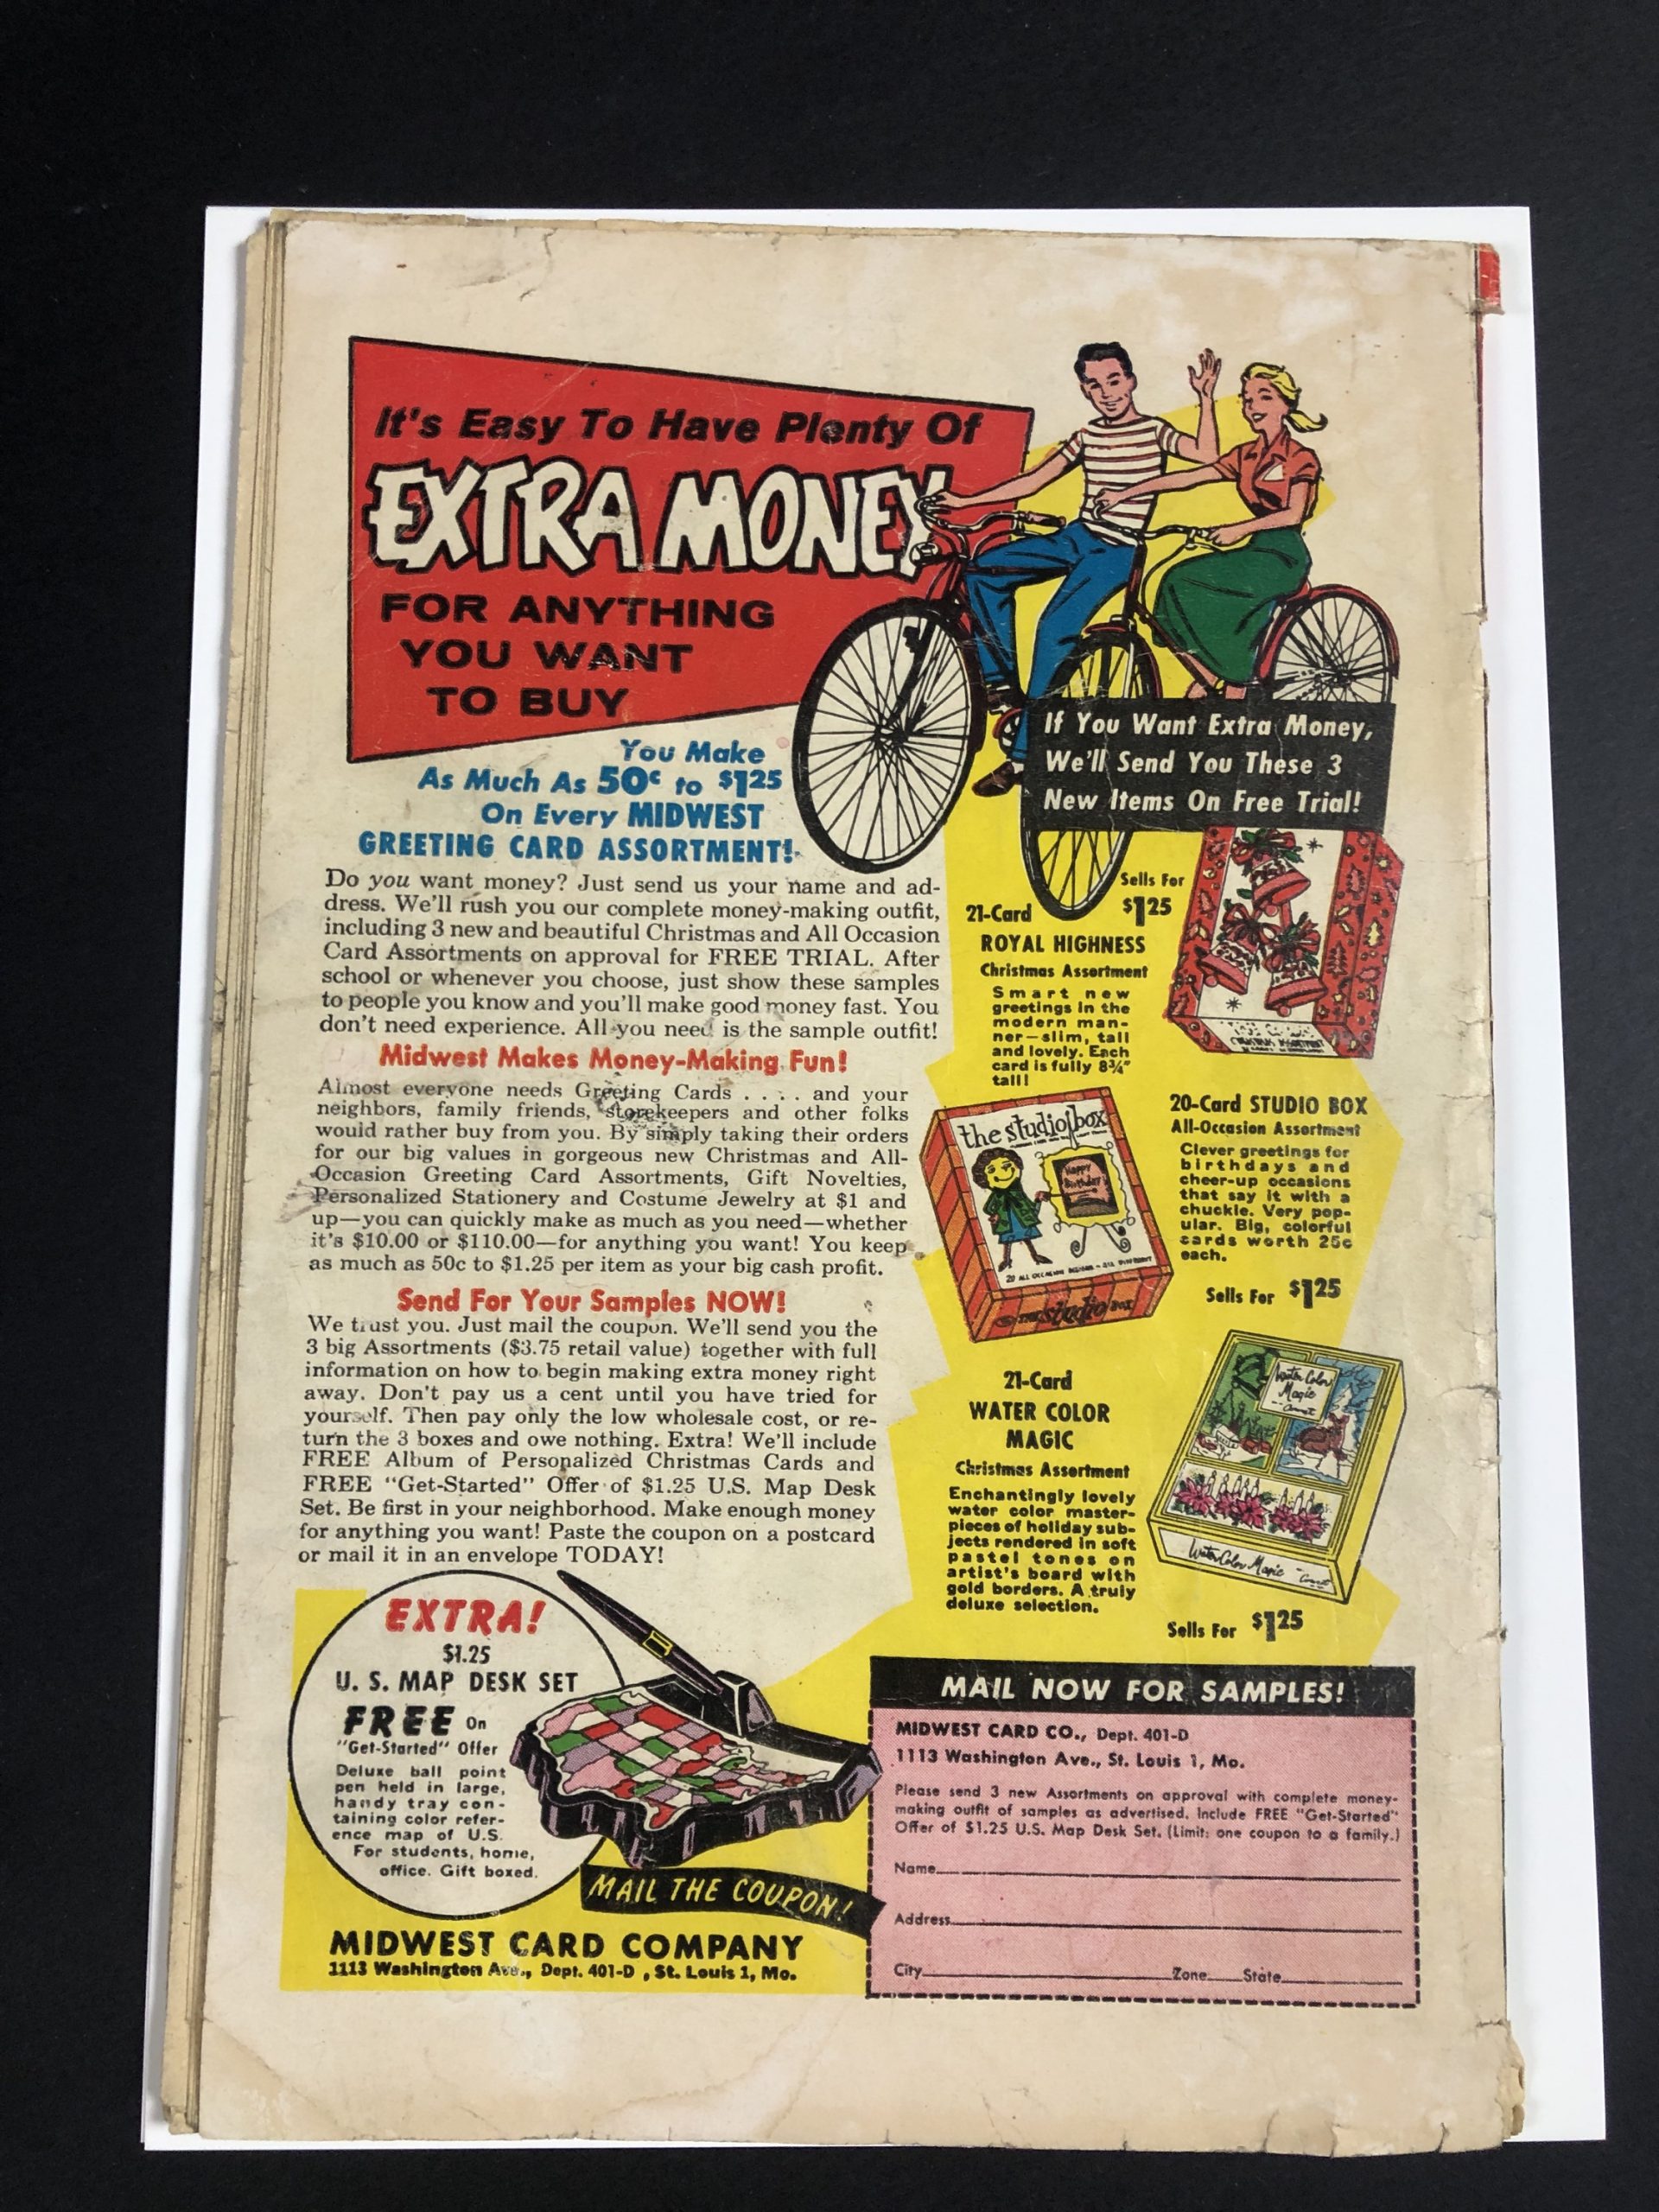 It's Easy To Have Plenty Of
EXTRA MONEY
FOR ANYTHING
YOU WANT
TO BUY
You Make
As Much As 50c to $1.25
On Every MIDWEST
GREETING CARD ASSORTMENT!
Do you want money? Just send us your name and ad-
dress. We'll rush you our complete money-making outfit,
including 3 new and beautiful Christmas and All Occasion
Card Assortments on approval for FREE TRIAL. After
school or whenever you choose, just show these samples
to people you know and you'll make good money fast. You
don't need experience. All you need is the sample outfit!
Midwest Makes Money-Making Fun!
Almost everyone needs Greeting Cards . . . . and your
neighbors, family friends, storekeepers and other folks
would rather buy from you. By simply taking their orders
for our big values in gorgeous new Christmas and All-
Occasion Greeting Card Assortments, Gift Novelties,
Personalized Stationery and Costume Jewelry at $1 and
up—you can quickly make as much as you need—whether
it's $10.00 or $110.00—for anything you want! You keep
as much as 50c to $1.25 per item as your big cash profit.
Send For Your Samples NOW!
We trust you. Just mail the coupon. We'll send you the
3 big Assortments ($3.75 retail value) together with full
information on how to begin making extra money right
away. Don't pay us a cent until you have tried for
yourself. Then pay only the low wholesale cost, or re-
turn the 3 boxes and owe nothing. Extra! We'll include
FREE Album of Personalized Christmas Cards and
FREE "Get-Started" Offer of $1.25 U.S. Map Desk
Set. Be first in your neighborhood. Make enough money
for anything you want! Paste the coupon on a postcard
or mail it in an envelope TODAY!
If You Want Extra Money,
We'll Send You These 3
New Items On Free Trial!
Sells For
$1.25
21-Card
ROYAL HIGHNESS
Christmas Assortment
Smart new
greetings in the
modern man-
ner—slim, tall
and lovely. Each
card is fully 8¾"
tall!
the studio box
Happy
Birthday
THE studio BOX
20-Card STUDIO BOX
All-Occasion Assortment
Clever greetings for
birthdays and
cheer-up occasions
that say it with a
chuckle. Very pop-
ular. Big, colorful
cards worth 25c
each.
Sells For $1.25
21-Card
WATER COLOR
MAGIC
Christmas Assortment
Enchantingly lovely
water color master-
pieces of holiday sub-
jects rendered in soft
pastel tones on
artist's board with
gold borders. A truly
deluxe selection.
Water Color
Magic
Water Color Magic
Sells For $1.25
EXTRA!
$1.25
U. S. MAP DESK SET
FREE On
"Get-Started" Offer
Deluxe ball point
pen held in large,
handy tray con-
taining color refer-
ence map of U.S.
For students, home,
office. Gift boxed.
MAIL THE COUPON!
MIDWEST CARD COMPANY
1113 Washington Ave., Dept. 401-D , St. Louis 1, Mo.
MAIL NOW FOR SAMPLES!
MIDWEST CARD CO., Dept. 401-D
1113 Washington Ave., St. Louis 1, Mo.
Please send 3 new Assortments on approval with complete money-
making outfit of samples as advertised. Include FREE "Get-Started"
Offer of $1.25 U.S. Map Desk Set. (Limit: one coupon to a family.)
Name
Address
City Zone State